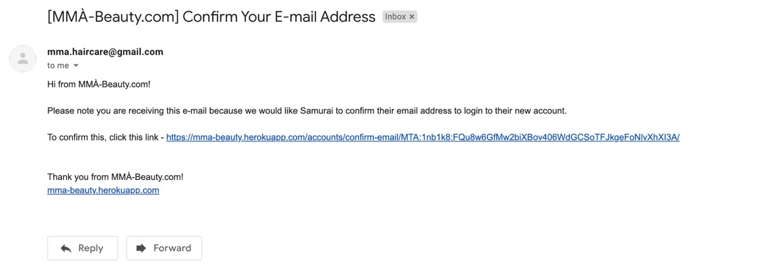 [MMÀ-Beauty.com] Confirm Your E-mail Address Inbox ×
mma.haircare@gmail.com
to me
Hi from MMÀ-Beauty.com!
Please note you are receiving this e-mail because we would like Samurai to confirm their email address to login to their new account.
To confirm this, click this link - https://mma-beauty.herokuapp.com/accounts/confirm-email/MTA:1nb1k8:FQu8w6GfMw2biXBov406WdGCSoTFJkgeFoNlvXhXI3A/
Thank you from MMÀ-Beauty.com!
mma-beauty.herokuapp.com
Reply Forward